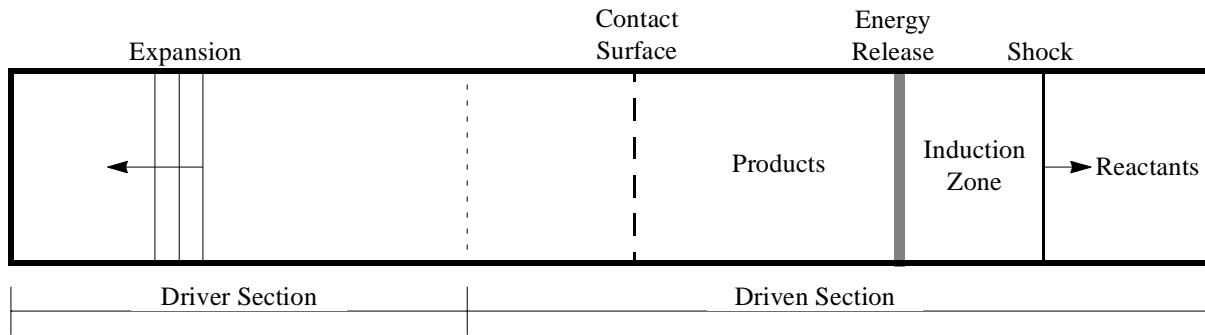 Expansion
Contact
Surface
Energy
Release
Shock
Products
Induction
Zone
Reactants
Driver Section
Driven Section